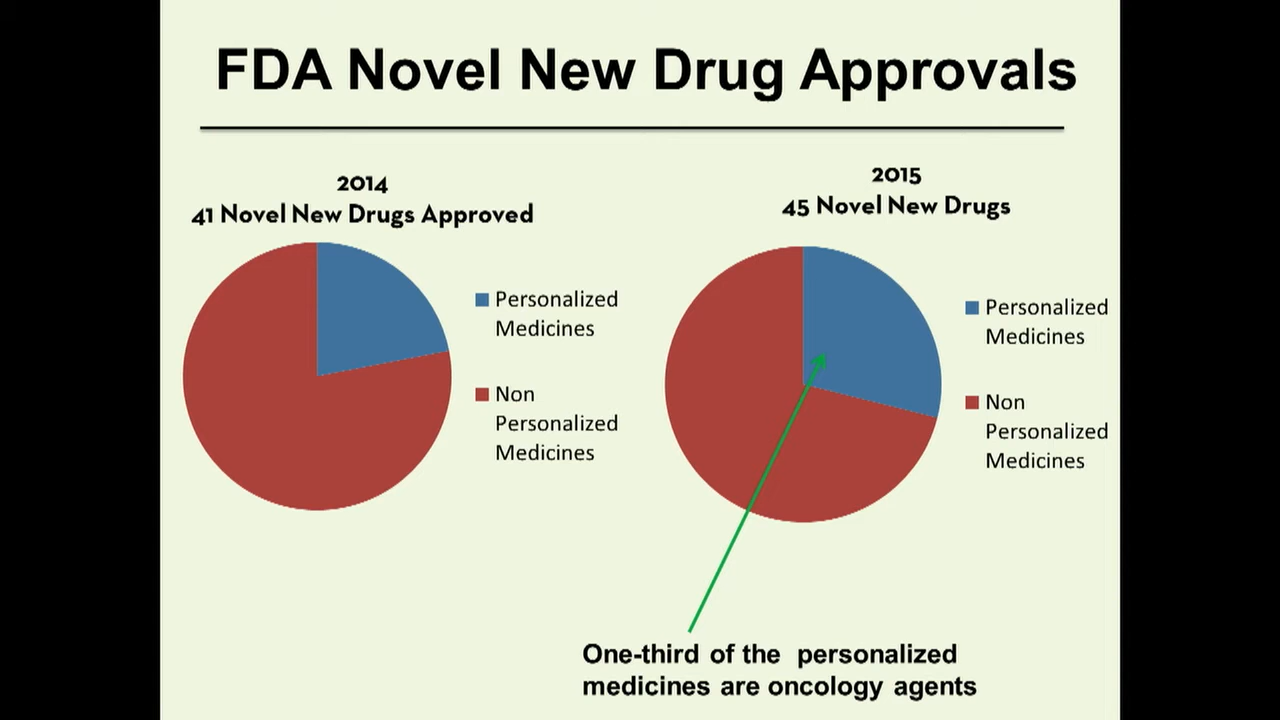 FDA Novel New Drug Approvals
2014
41 Novel New Drugs Approved
Personalized
Medicines
Non
Personalized
Medicines
2015
45 Novel New Drugs
Personalized
Medicines
Non
Personalized
Medicines
One-third of the personalized
medicines are oncology agents